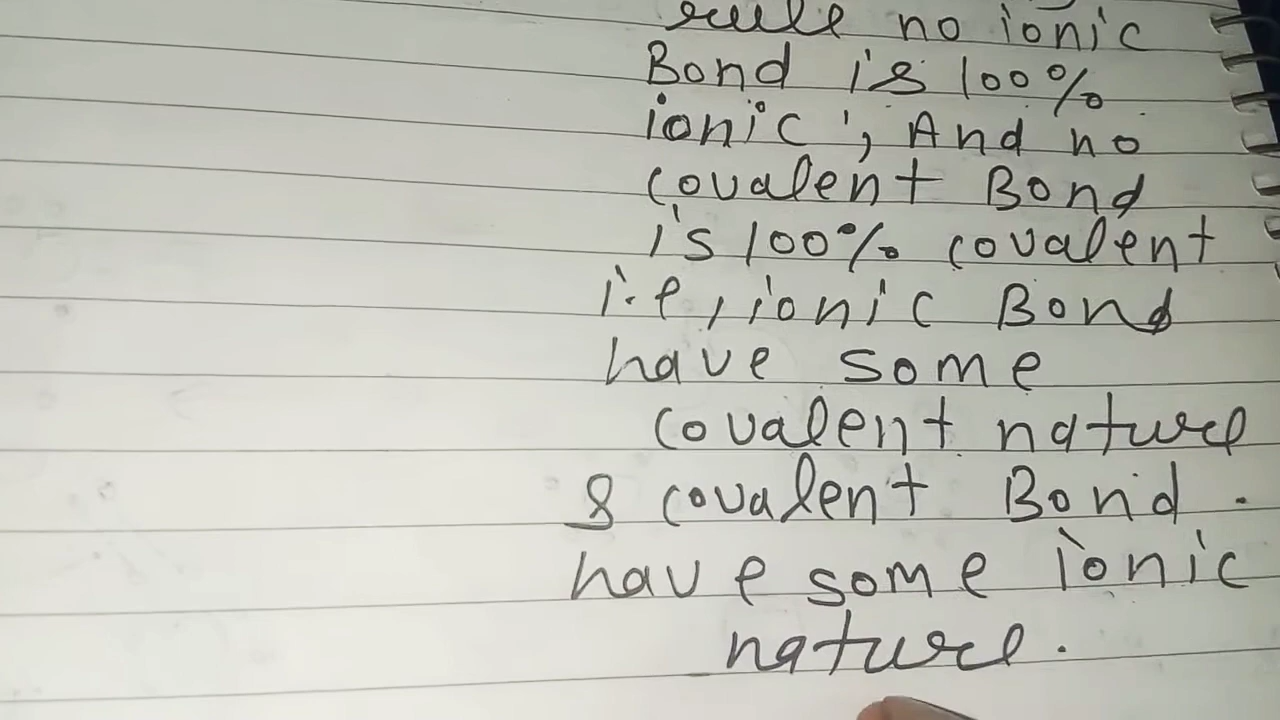 rule no ionic
Bond is 100%
ionic', And no
covalent Bond
is 100% covalent
i.e, ionic Bond
have some
covalent nature
& covalent Bond.
have some ionic
nature.